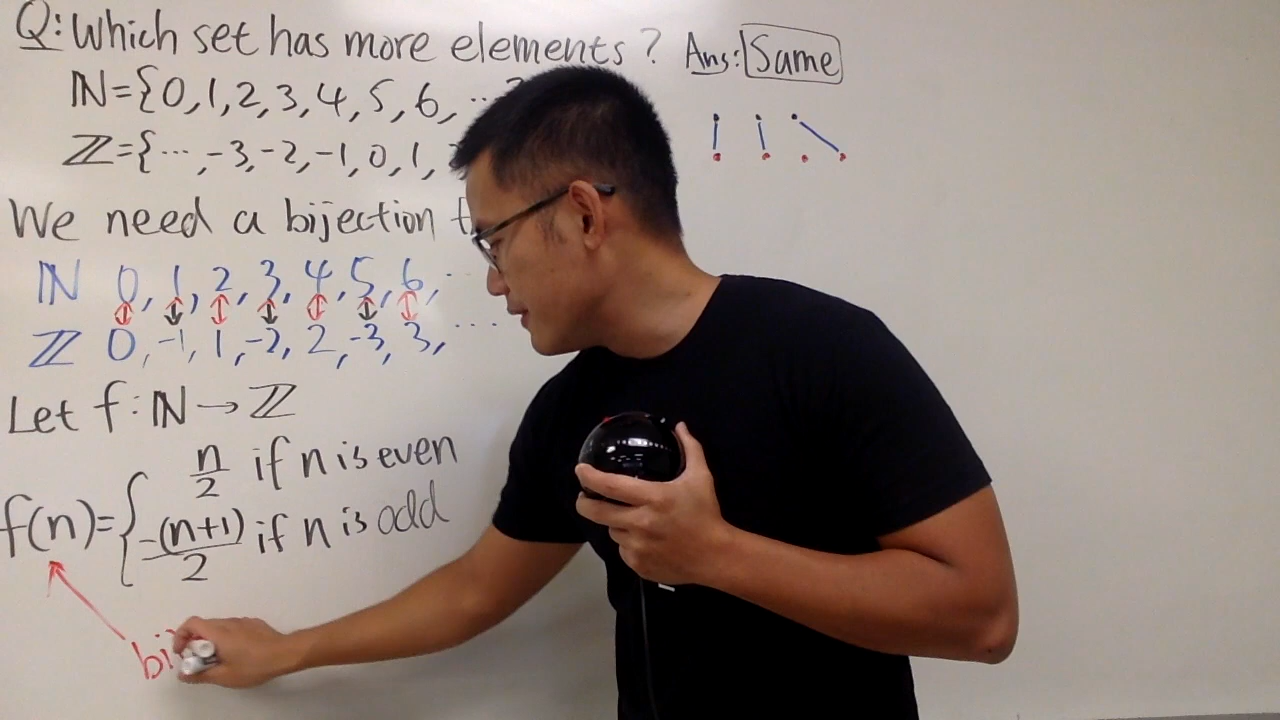 Q: Which set has more elements? Ans: Same
ℕ={0,1,2,3,4,5,6,...
ℤ={...,-3,-2,-1,0,1,
We need a bijection
ℕ 0,1,2,3,4,5,6,...
ℤ 0,-1,1,-2,2,-3,3,...
Let f:ℕ→ℤ
f(n)={ n/2 if n is even
-(n+1)/2 if n is odd
bi